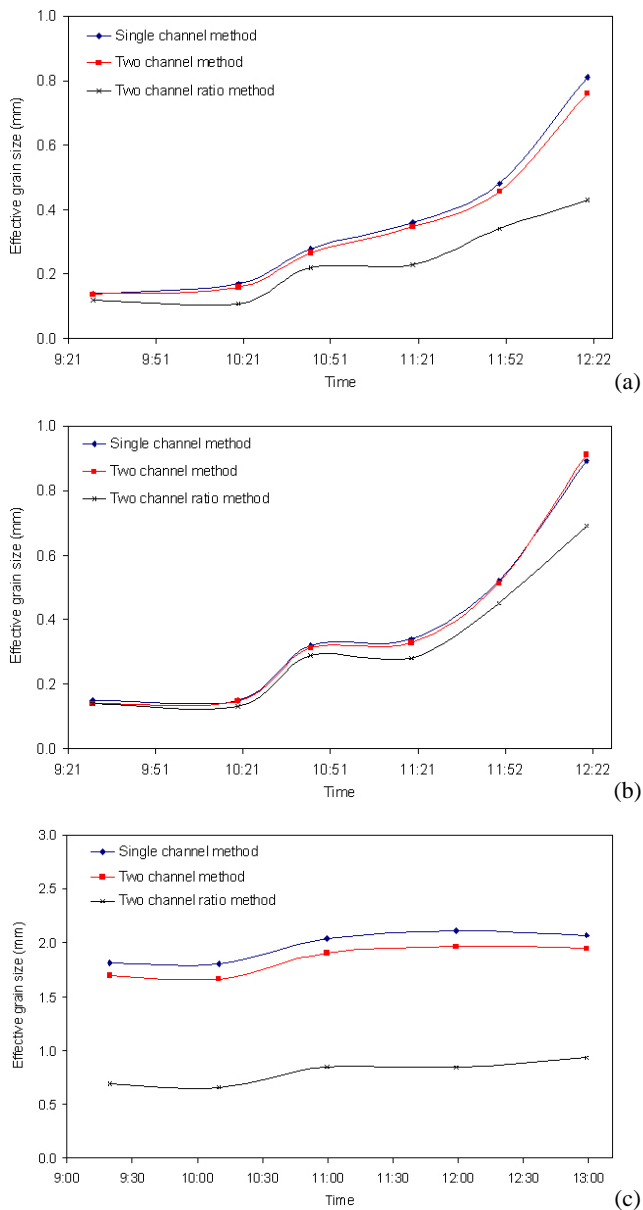 Single channel method
Two channel method
Two channel ratio method
Effective grain size (mm)
1.0
0.8
0.6
0.4
0.2
0.0
9:21 9:51 10:21 10:51 11:21 11:52 12:22
Time
(a)
Single channel method
Two channel method
Two channel ratio method
Effective grain size (mm)
1.0
0.8
0.6
0.4
0.2
0.0
9:21 9:51 10:21 10:51 11:21 11:52 12:22
Time
(b)
Single channel method
Two channel method
Two channel ratio method
Effective grain size (mm)
3.0
2.5
2.0
1.5
1.0
0.5
0.0
9:00 9:30 10:00 10:30 11:00 11:30 12:00 12:30 13:00
Time
(c)